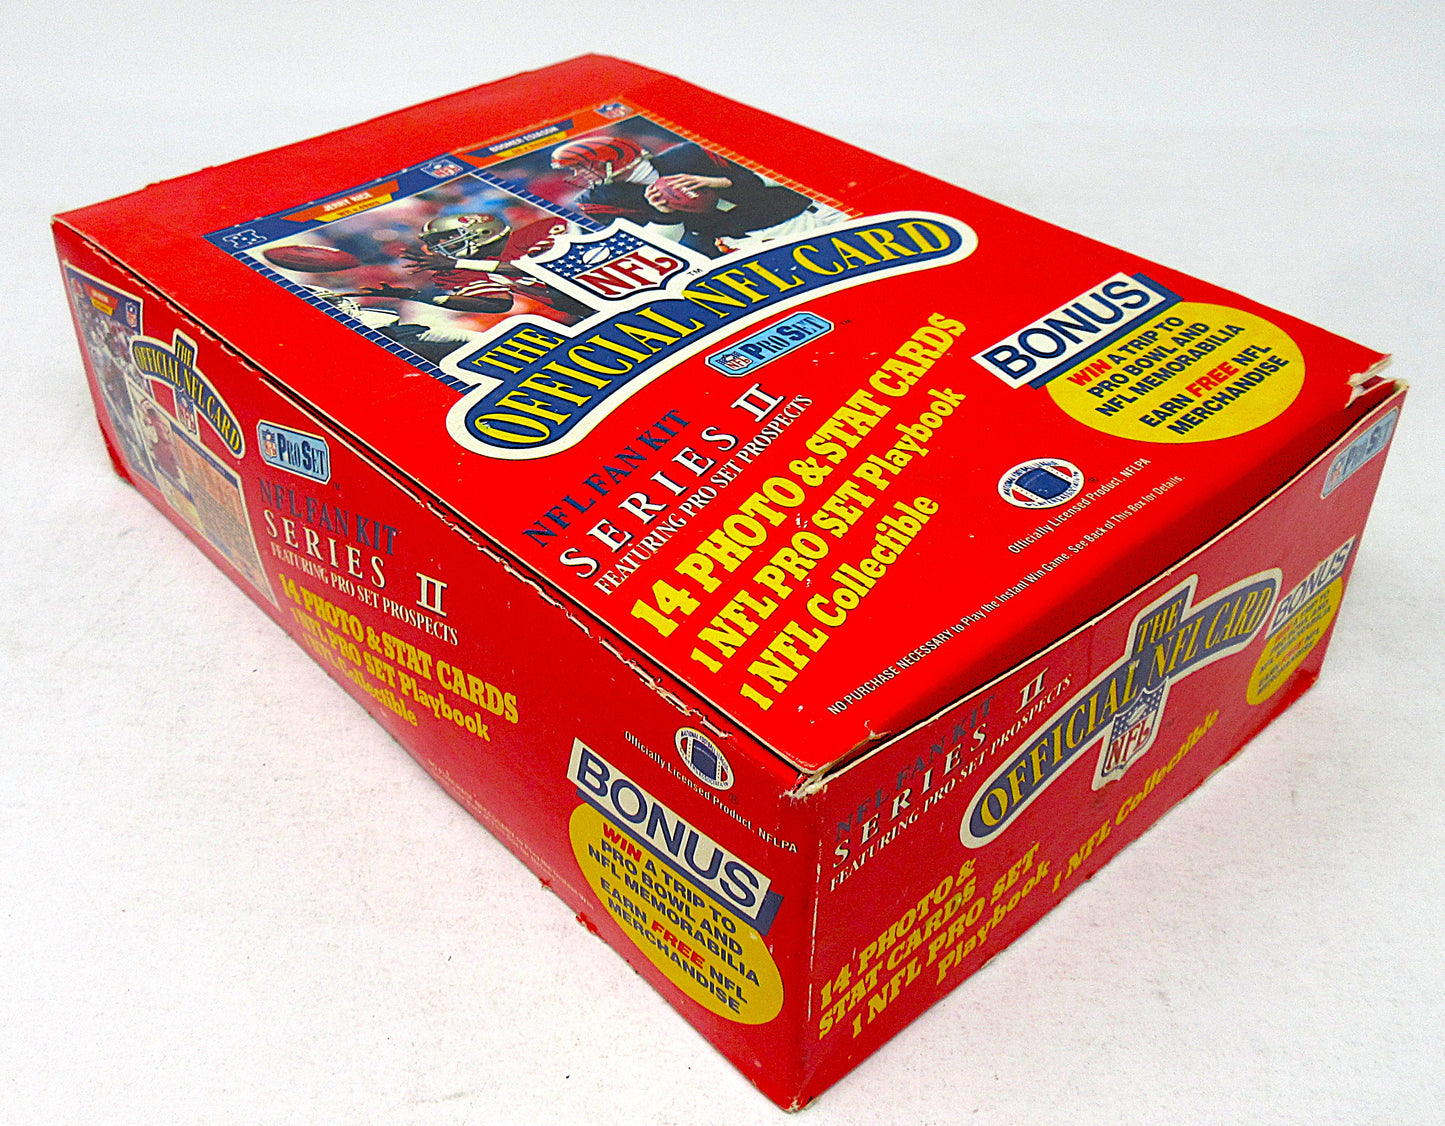 BOOMER ESIASON
JERRY RICE
WR • 49ERS
NFL
THE
OFFICIAL NFL CARD
NFL PRO SET ™
NFL FAN KIT
SERIES II
FEATURING PRO SET PROSPECTS
14 PHOTO & STAT CARDS
1 NFL PRO SET Playbook
1 NFL Collectible
BONUS
WIN A TRIP TO
PRO BOWL AND
NFL MEMORABILIA
EARN FREE NFL
MERCHANDISE
Officially Licensed Product, NFLPA
NO PURCHASE NECESSARY to Play the Instant Win Game. See Back of This Box for Details.
THE
OFFICIAL NFL CARD
NFL
PRO SET
NFL FAN KIT
SERIES II
FEATURING PRO SET PROSPECTS
14 PHOTO & STAT CARDS
1 NFL PRO SET Playbook
1 NFL Collectible
Officially Licensed Product, NFLPA
BONUS
WIN A TRIP TO
PRO BOWL AND
NFL MEMORABILIA
EARN FREE NFL
MERCHANDISE
PRO SET
NFL FAN KIT
SERIES II
FEATURING PRO SET PROSPECTS
THE
OFFICIAL NFL CARD
NFL
14 PHOTO &
STAT CARDS
1 NFL PRO SET
Playbook
1 NFL Collectible
BONUS